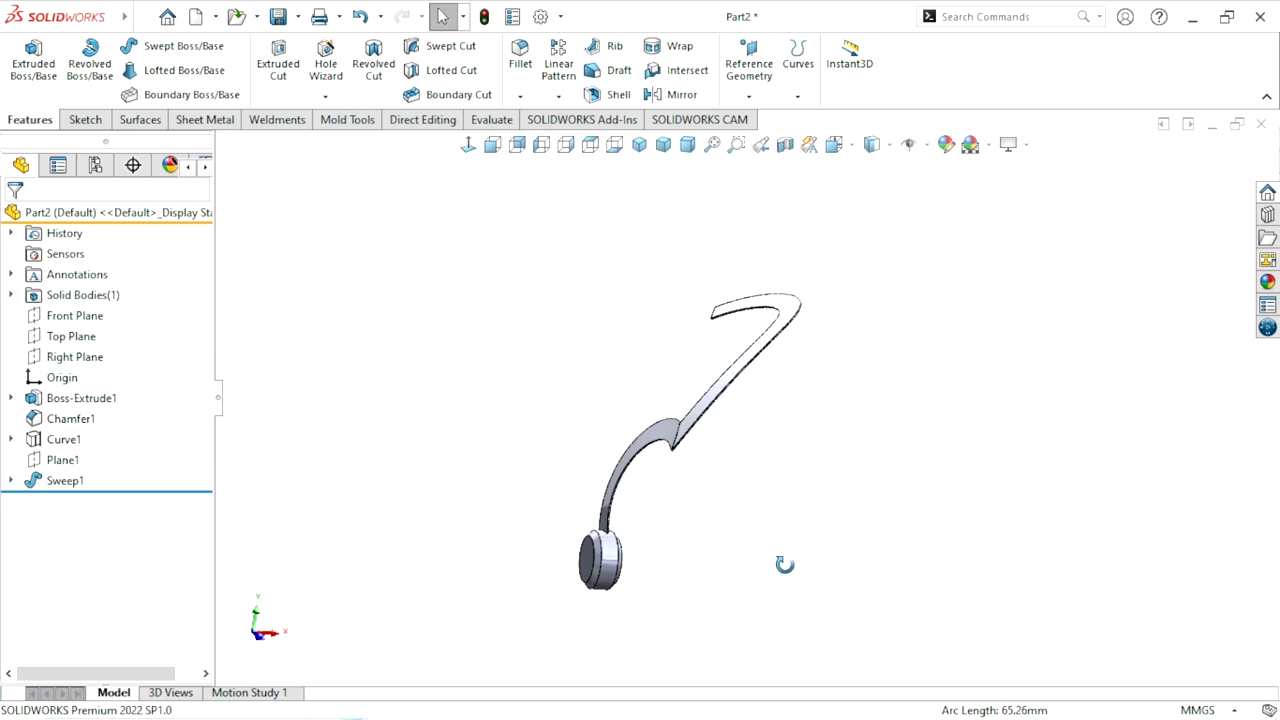 SOLIDWORKS
Part2 *
Search Commands
Extruded Boss/Base
Revolved Boss/Base
Swept Boss/Base
Lofted Boss/Base
Boundary Boss/Base
Extruded Cut
Hole Wizard
Revolved Cut
Swept Cut
Lofted Cut
Boundary Cut
Fillet
Linear Pattern
Rib
Draft
Shell
Wrap
Intersect
Mirror
Reference Geometry
Curves
Instant3D
Features
Sketch
Surfaces
Sheet Metal
Weldments
Mold Tools
Direct Editing
Evaluate
SOLIDWORKS Add-Ins
SOLIDWORKS CAM
Part2 (Default) <<Default>_Display Sta
History
Sensors
Annotations
Solid Bodies(1)
Front Plane
Top Plane
Right Plane
Origin
Boss-Extrude1
Chamfer1
Curve1
Plane1
Sweep1
Y
X
Model
3D Views
Motion Study 1
SOLIDWORKS Premium 2022 SP1.0
Arc Length: 65.26mm
MMGS